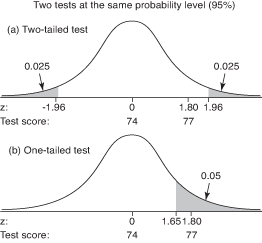 Two tests at the same probability level (95%)
(a) Two-tailed test
0.025
0.025
z: -1.96 0 1.80 1.96
Test score: 74 77
(b) One-tailed test
0.05
z: 0 1.65 1.80
Test score: 74 77